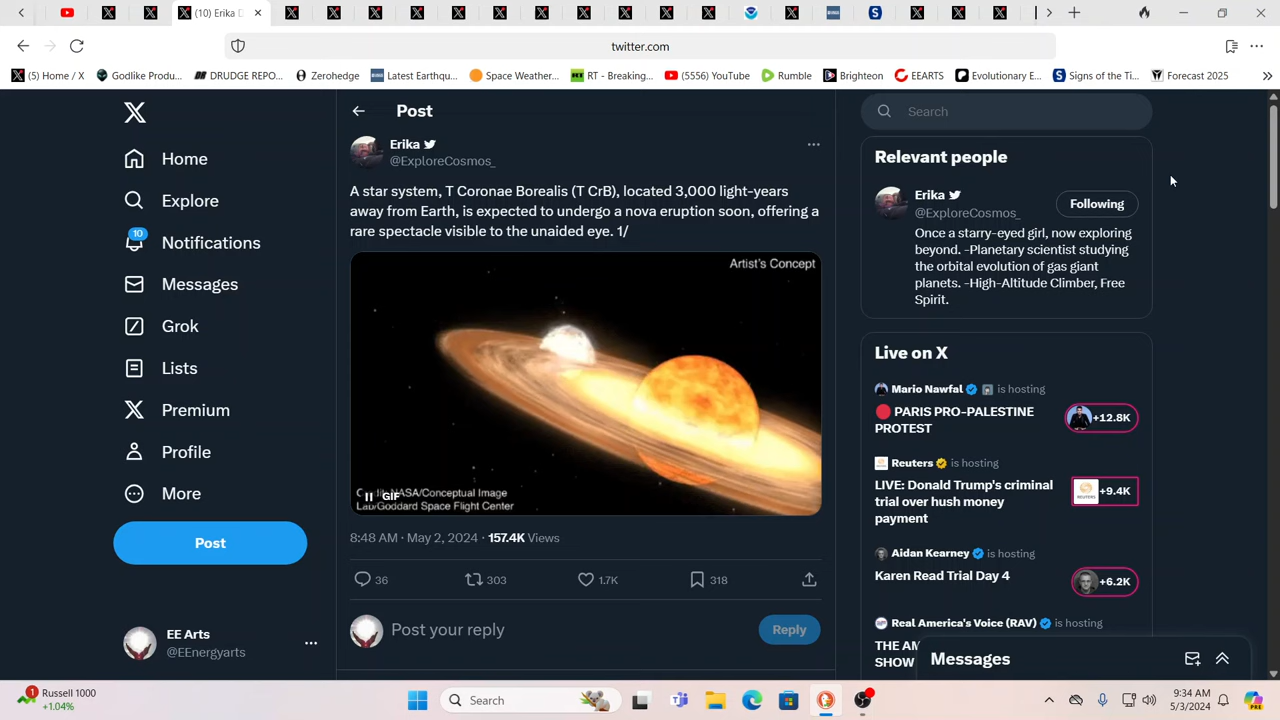 (10) Erika D
twitter.com
(5) Home / X
Godlike Produ...
DRUDGE REPO...
Zerohedge
Latest Earthqu...
Space Weather...
RT - Breaking...
(5556) YouTube
Rumble
Brighteon
EEARTS
Evolutionary E...
Signs of the Ti...
Forecast 2025
Post
Search
Home
Explore
10
Notifications
Messages
Grok
Lists
Premium
Profile
More
Post
EE Arts
@EEnergyarts
Erika
@ExploreCosmos_
A star system, T Coronae Borealis (T CrB), located 3,000 light-years
away from Earth, is expected to undergo a nova eruption soon, offering a
rare spectacle visible to the unaided eye. 1/
Artist's Concept
GIF
NASA/Conceptual Image
Lab/Goddard Space Flight Center
8:48 AM · May 2, 2024 · 157.4K Views
36
303
1.7K
318
Post your reply
Reply
Relevant people
Erika
@ExploreCosmos_
Following
Once a starry-eyed girl, now exploring
beyond. -Planetary scientist studying
the orbital evolution of gas giant
planets. -High-Altitude Climber, Free
Spirit.
Live on X
Mario Nawfal is hosting
PARIS PRO-PALESTINE
PROTEST
+12.8K
Reuters is hosting
LIVE: Donald Trump's criminal
trial over hush money
payment
+9.4K
Aidan Kearney is hosting
Karen Read Trial Day 4
+6.2K
Real America's Voice (RAV) is hosting
THE AM
SHOW
Messages
1
Russell 1000
+1.04%
Search
9:34 AM
5/3/2024
PRE